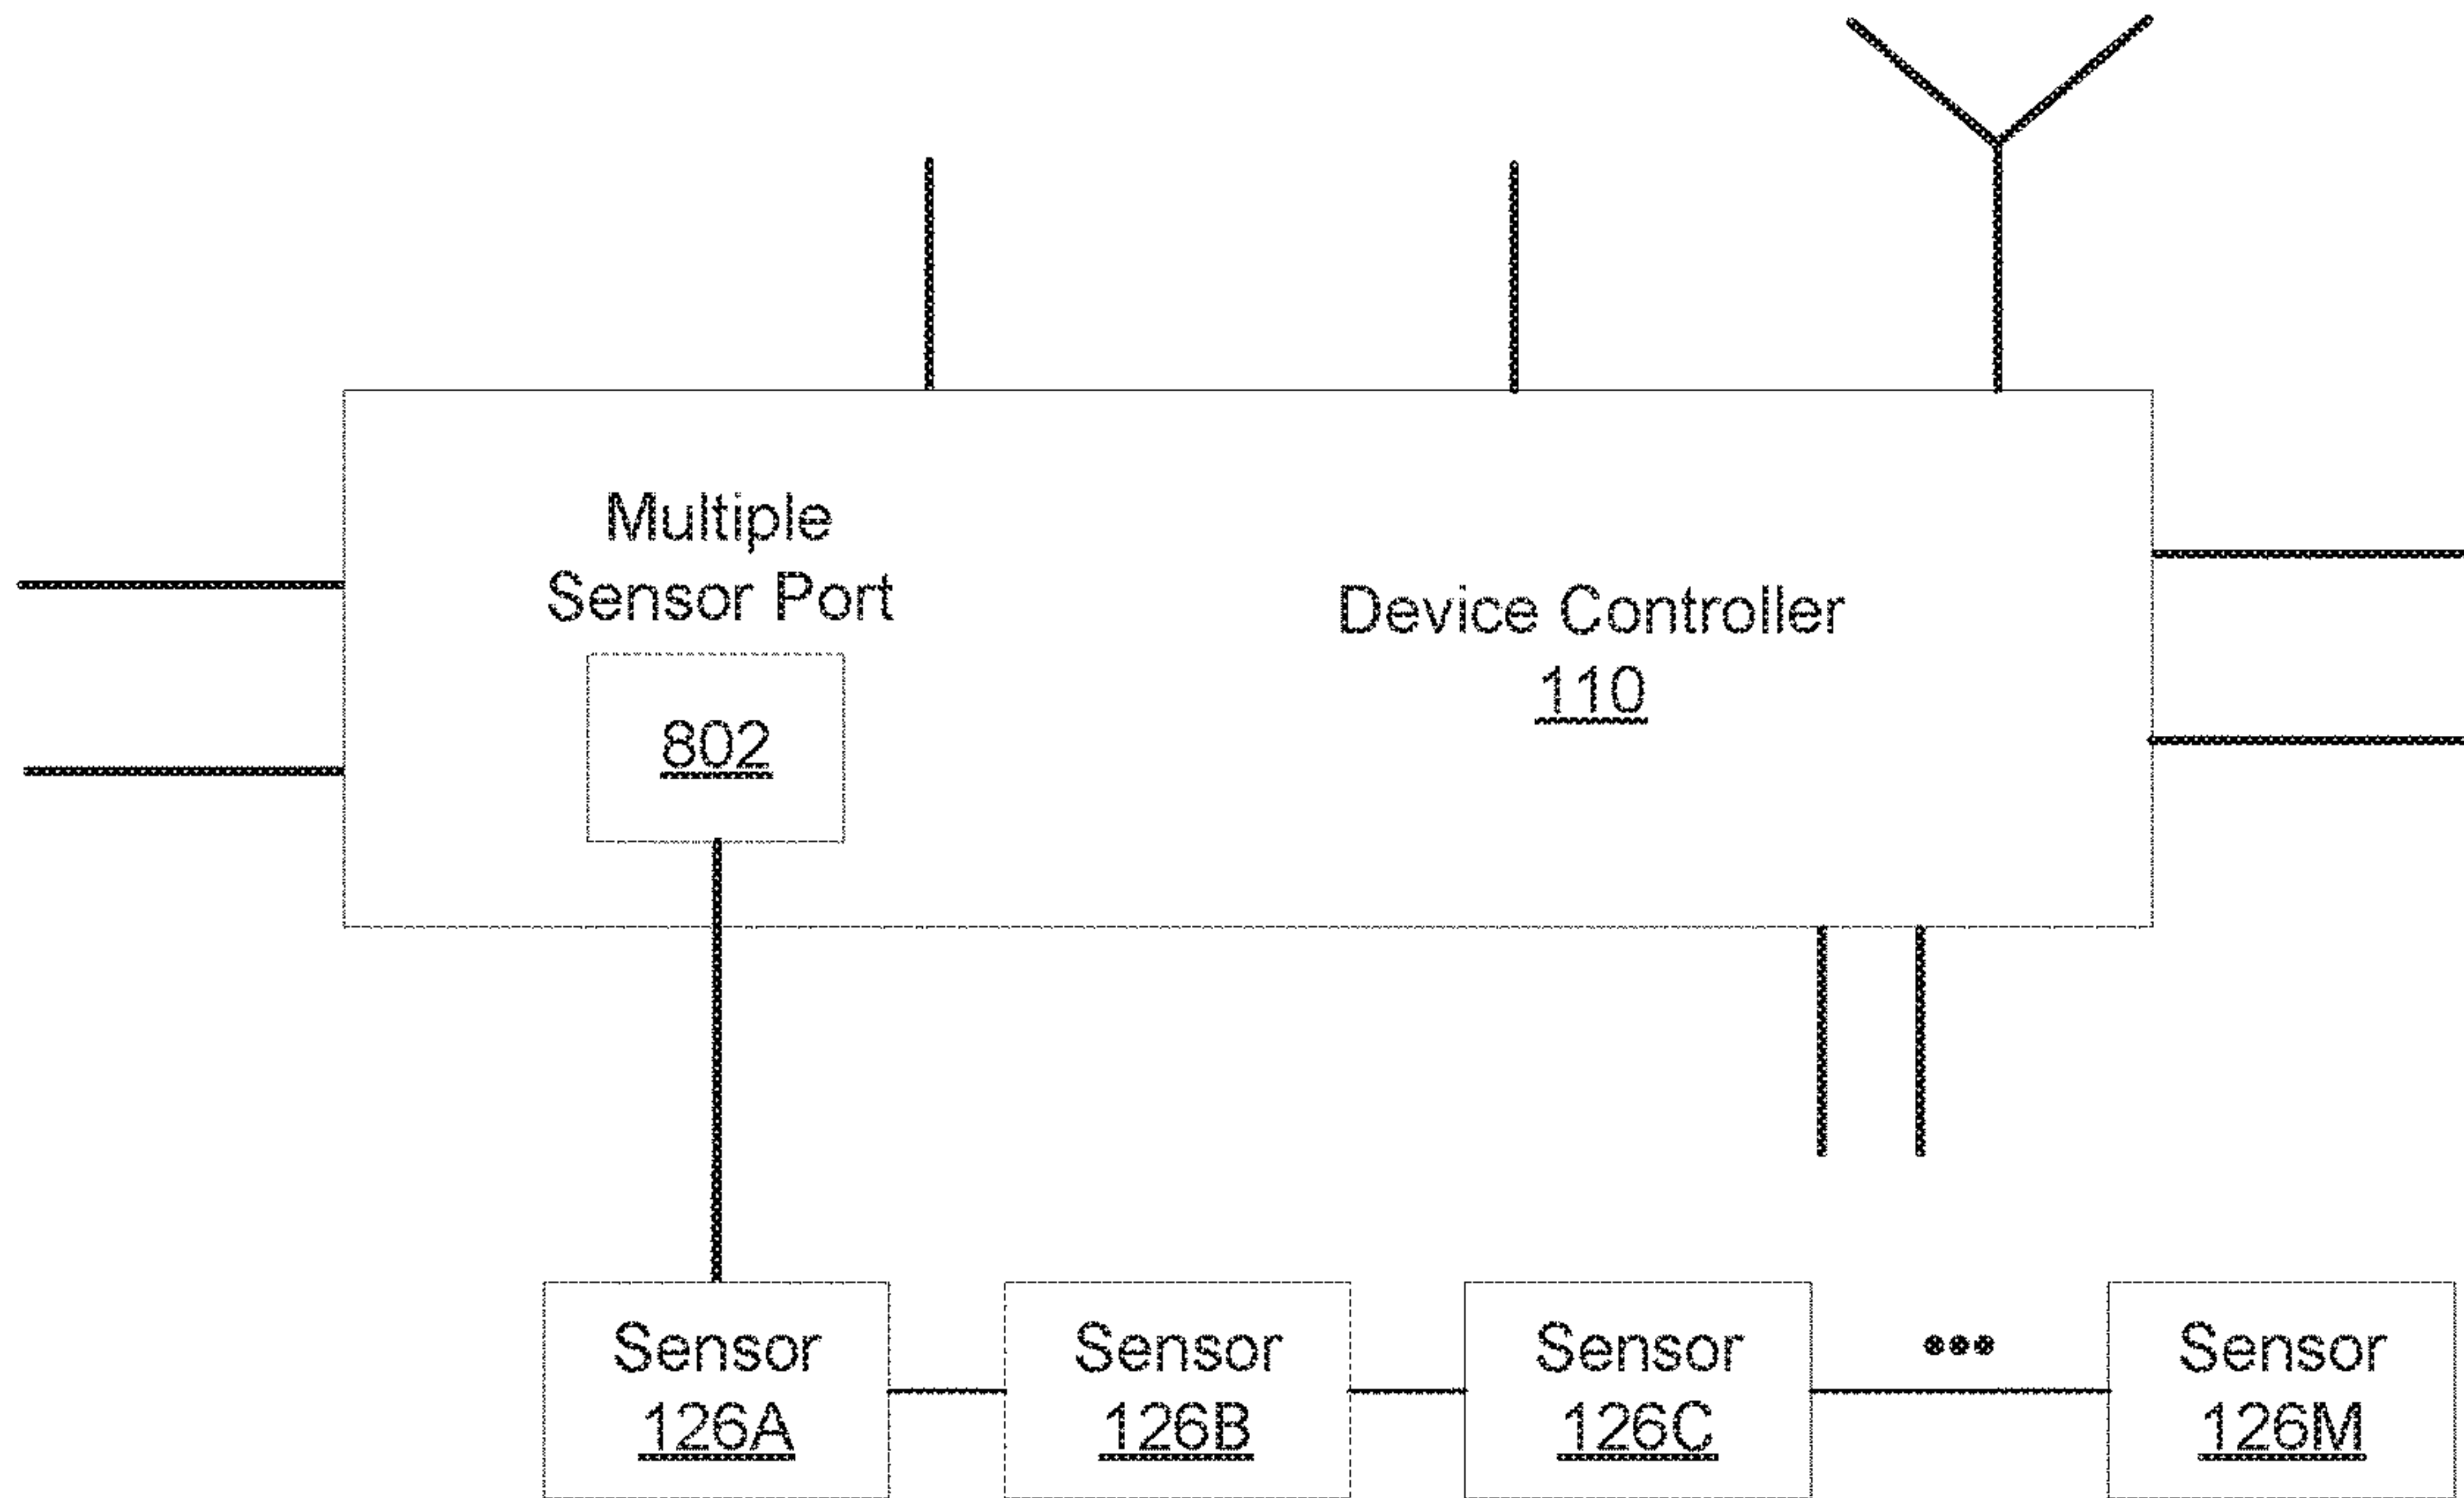 Multiple
Sensor Port
802
Device Controller
110
Sensor
126A
Sensor
126B
Sensor
126C
•••
Sensor
126M